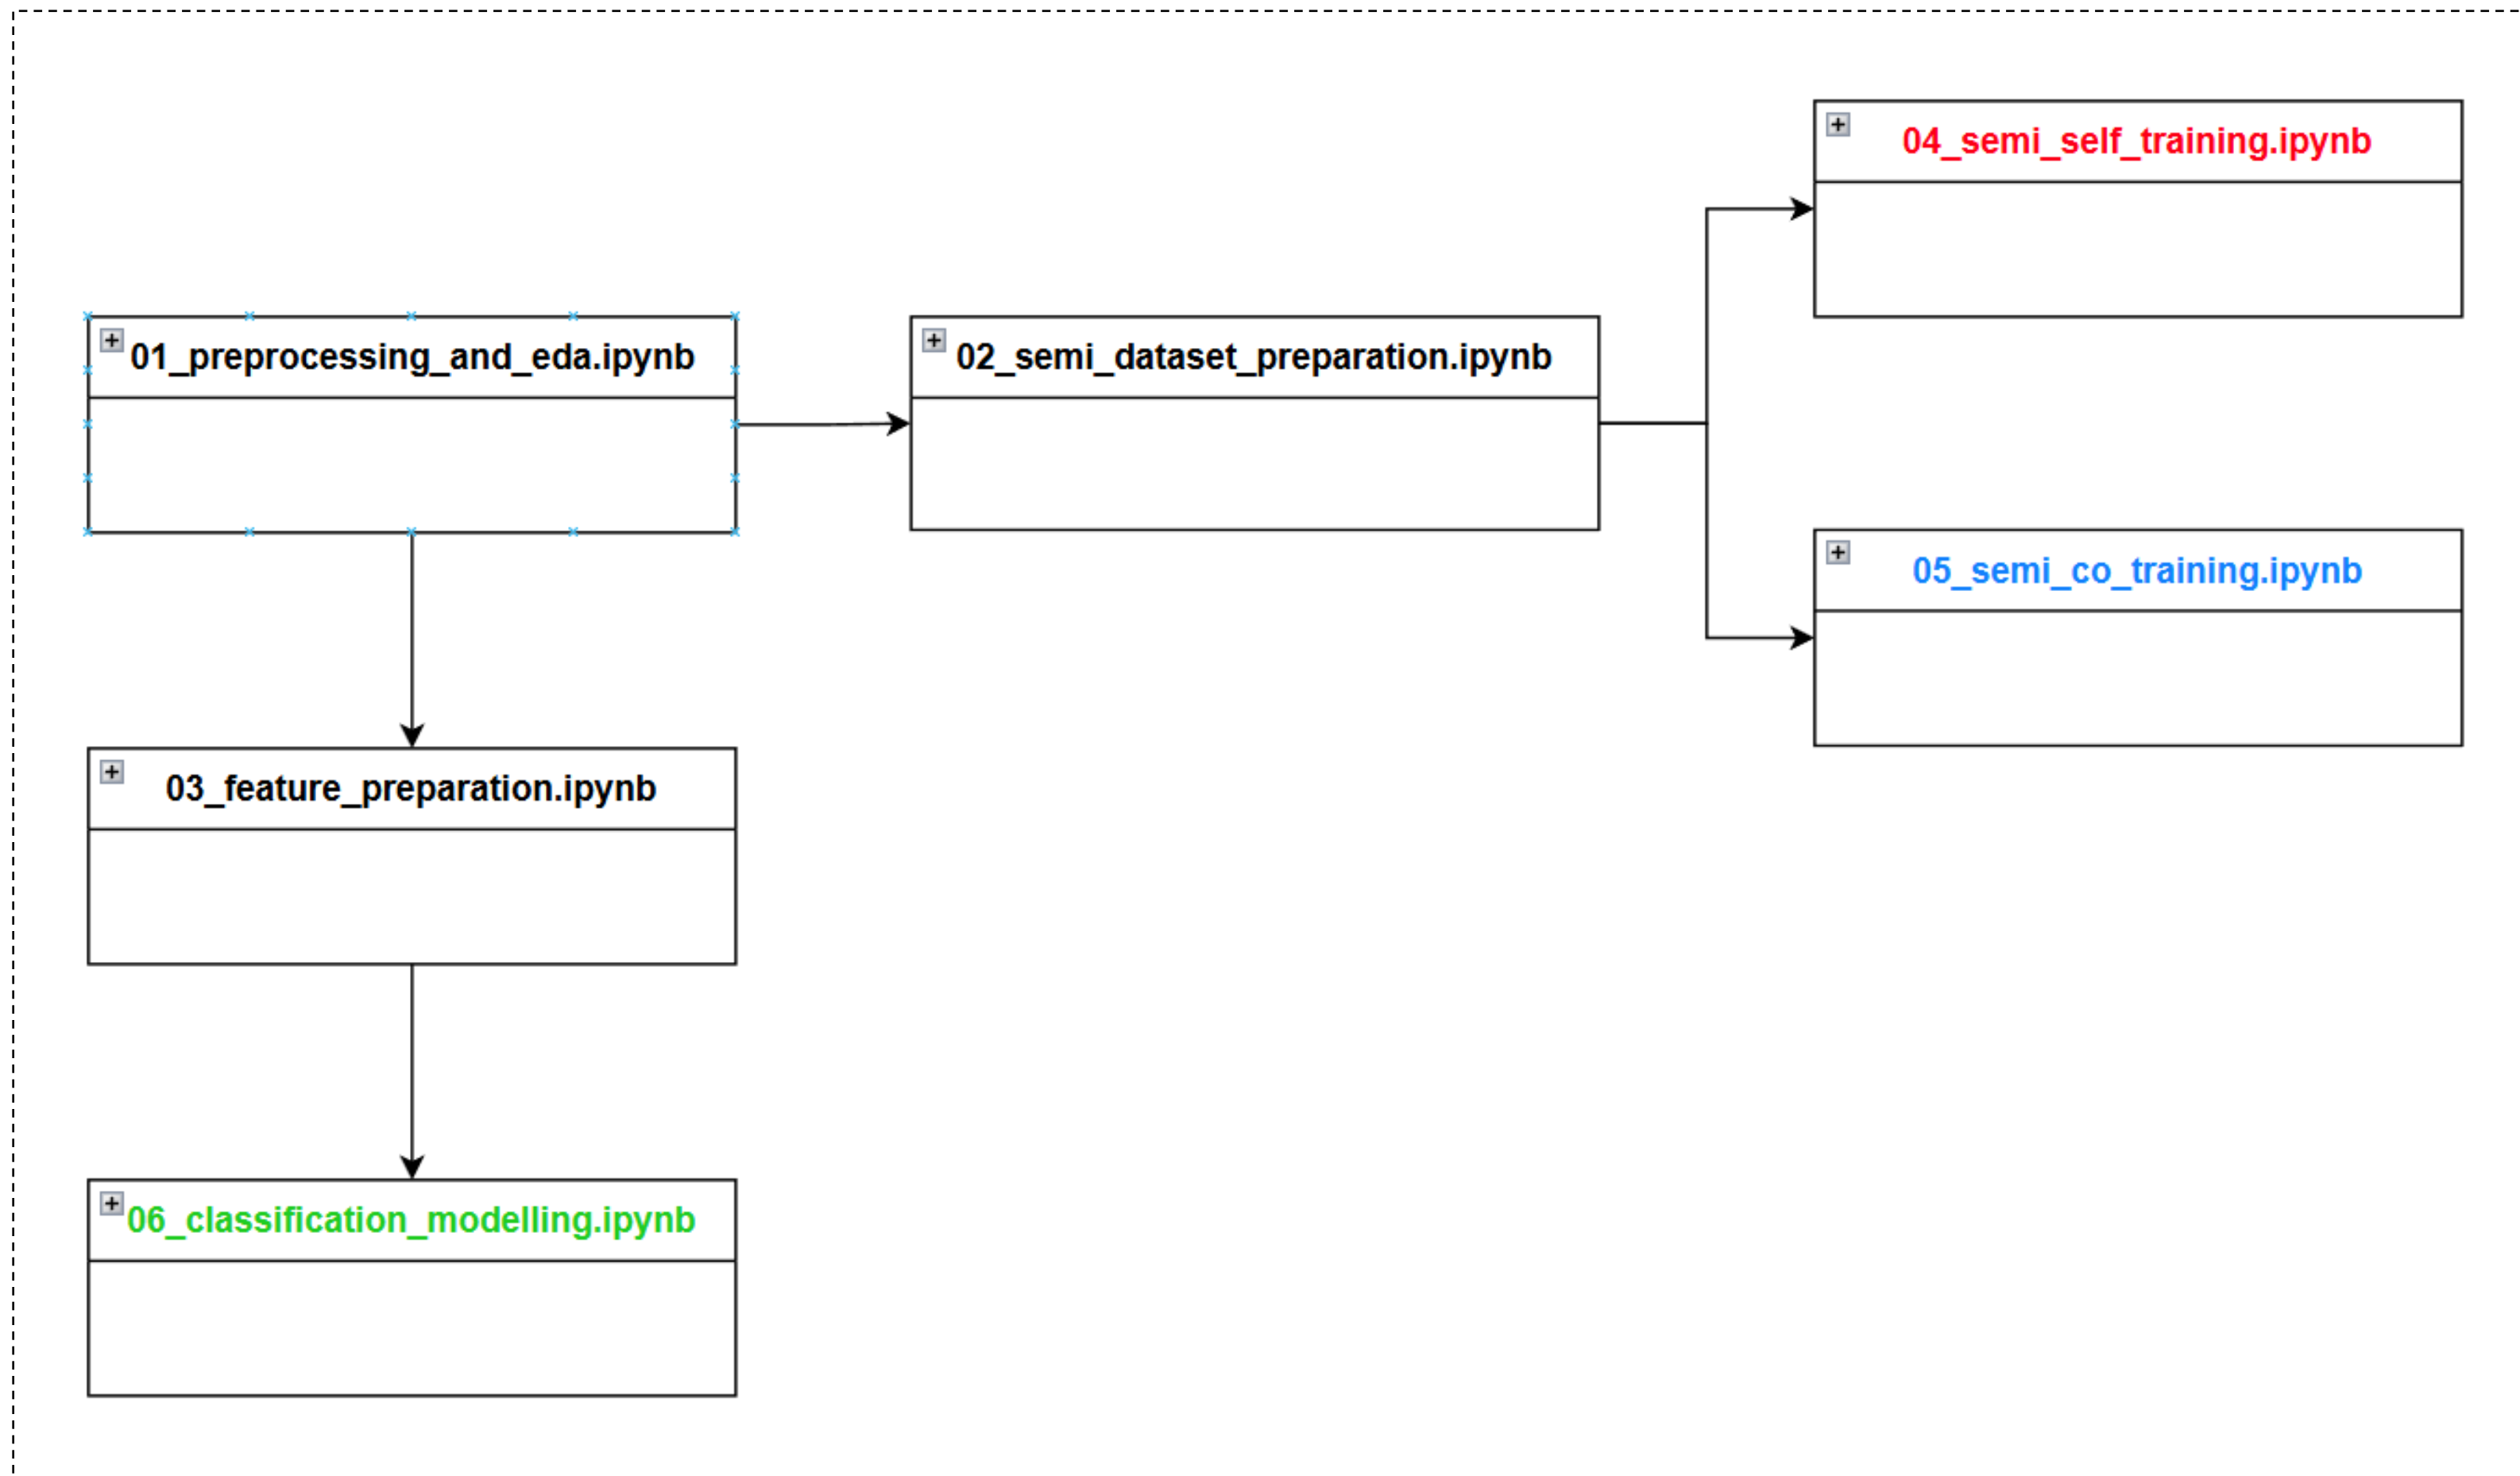 04_semi_self_training.ipynb
01_preprocessing_and_eda.ipynb
02_semi_dataset_preparation.ipynb
05_semi_co_training.ipynb
03_feature_preparation.ipynb
06_classification_modelling.ipynb